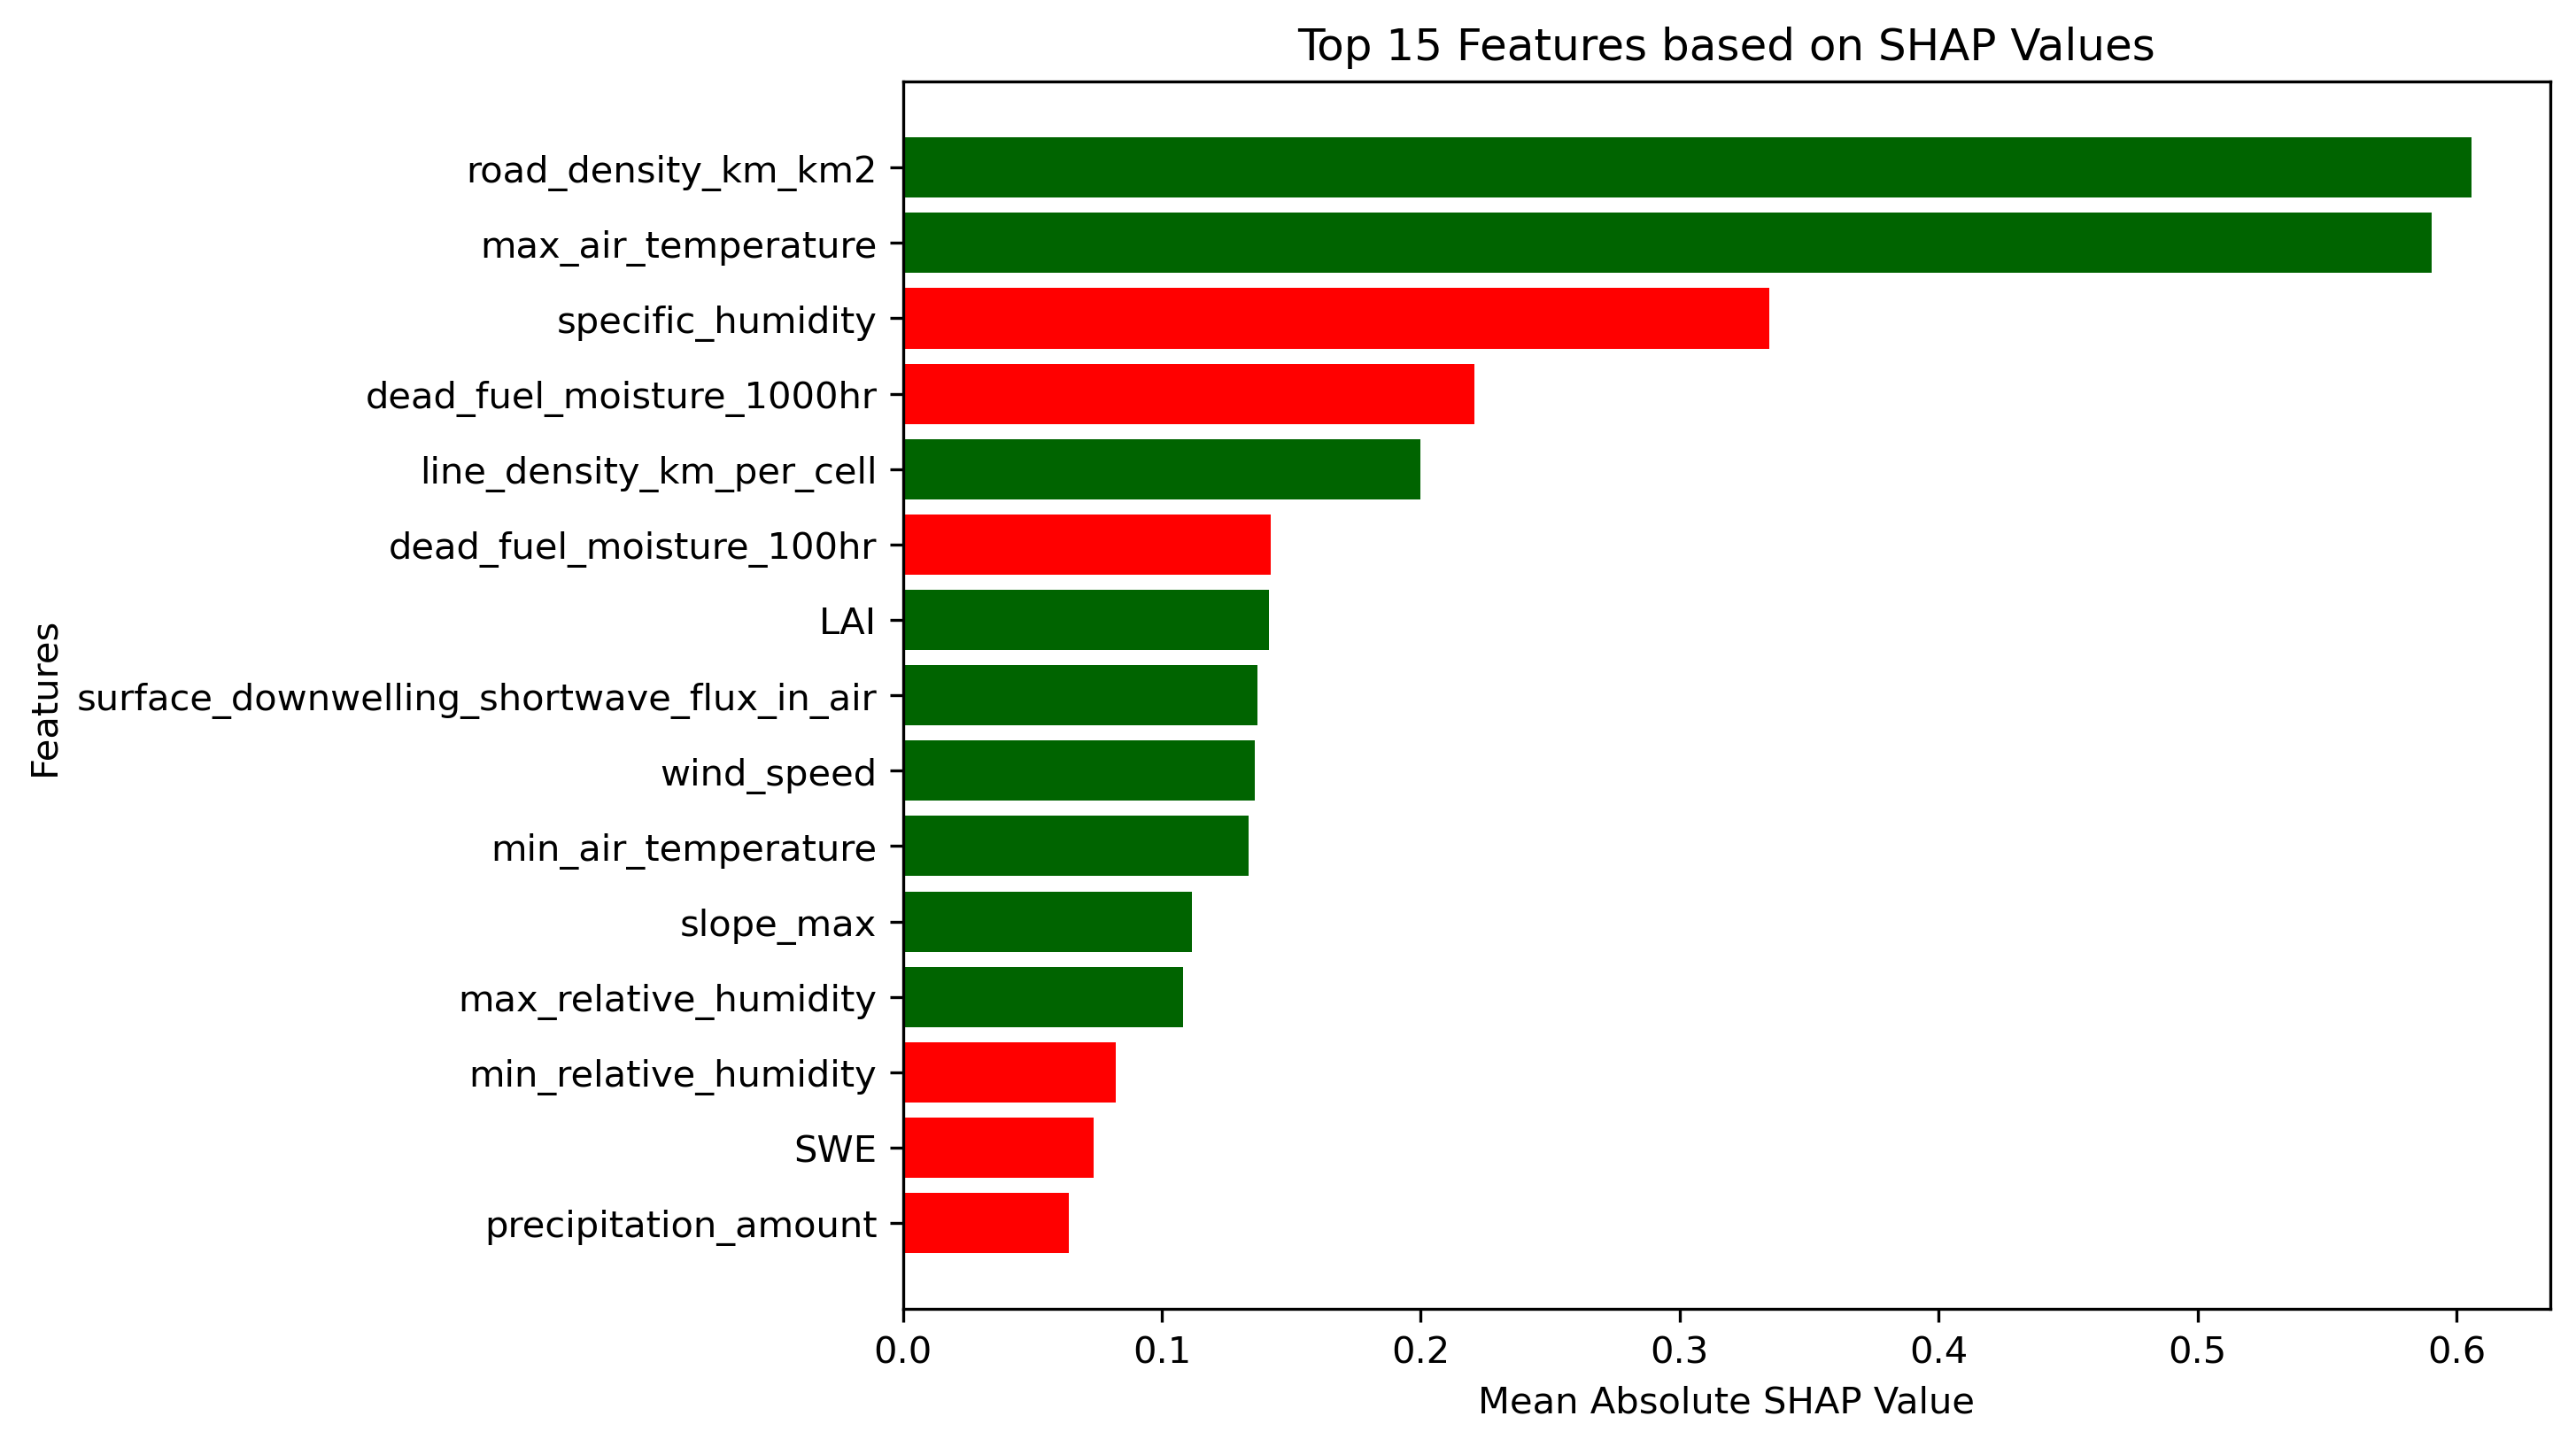 Top 15 Features based on SHAP Values
Features
road_density_km_km2
max_air_temperature
specific_humidity
dead_fuel_moisture_1000hr
line_density_km_per_cell
dead_fuel_moisture_100hr
LAI
surface_downwelling_shortwave_flux_in_air
wind_speed
min_air_temperature
slope_max
max_relative_humidity
min_relative_humidity
SWE
precipitation_amount
0.0 0.1 0.2 0.3 0.4 0.5 0.6
Mean Absolute SHAP Value